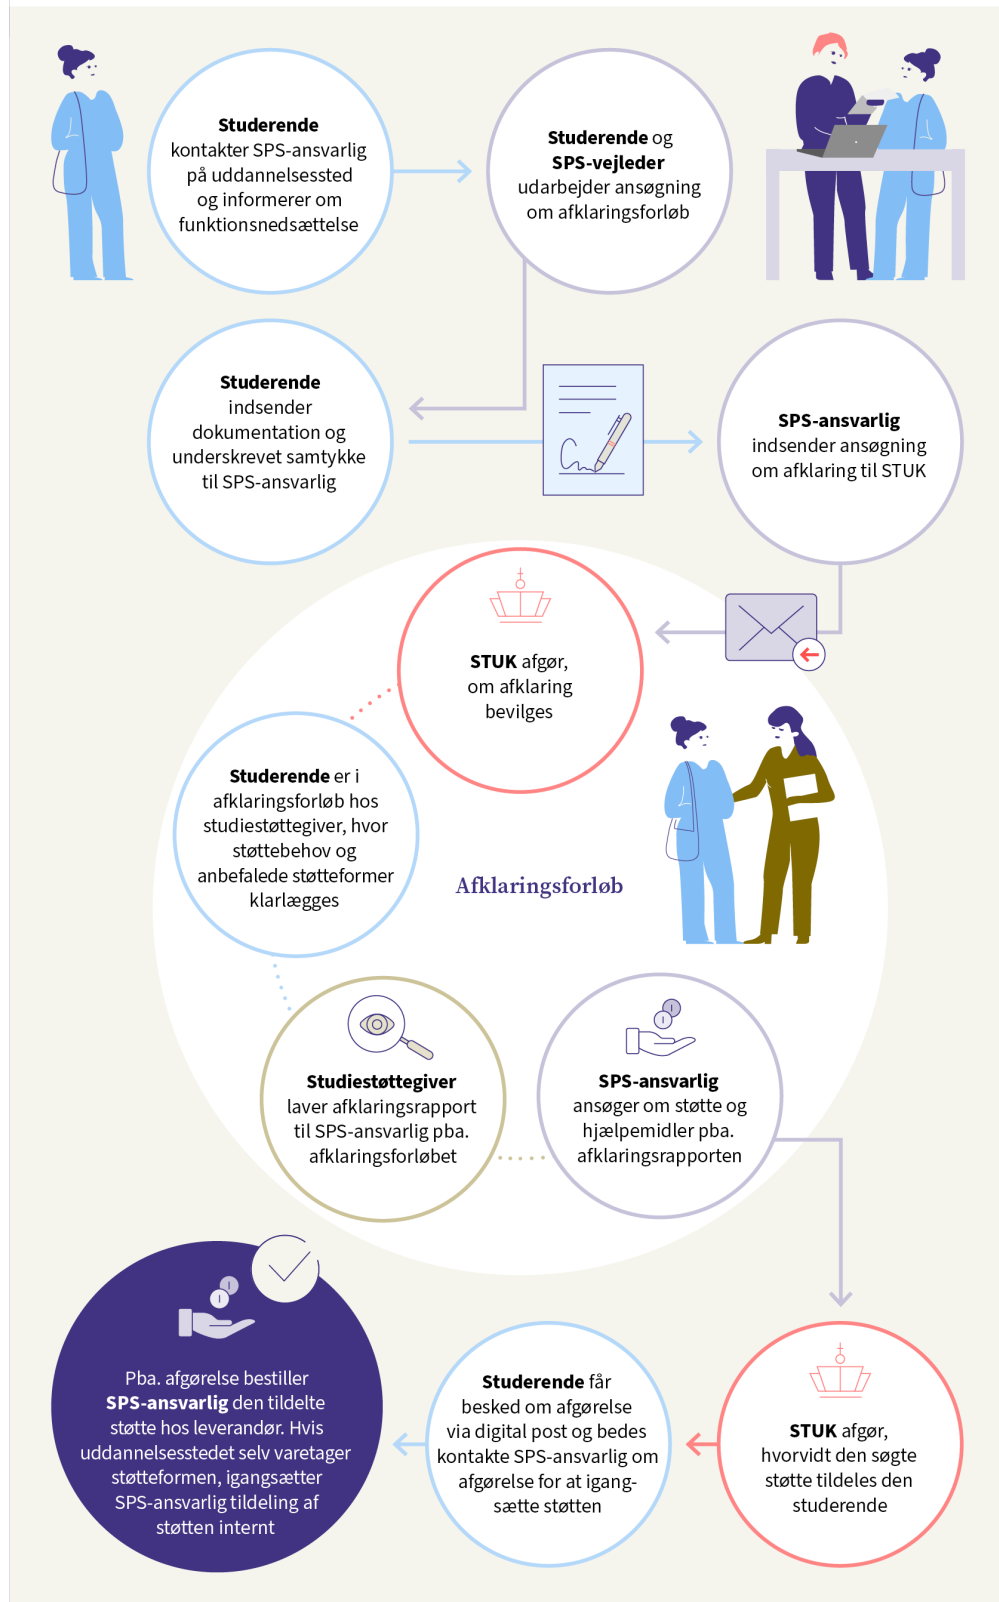 Studerende
kontakter SPS-ansvarlig
på uddannelsessted
og informerer om
funktionsnedsættelse
Studerende og
SPS-vejleder
udarbejder ansøgning
om afklaringsforløb
Studerende
indsender
dokumentation og
underskrevet samtykke
til SPS-ansvarlig
SPS-ansvarlig
indsender ansøgning
om afklaring til STUK
STUK afgør,
om afklaring
bevilges
Studerende er i
afklaringsforløb hos
studiestøttegiver, hvor
støttebehov og
anbefalede støtteformer
klarlægges
Afklaringsforløb
Studiestøttegiver
laver afklaringsrapport
til SPS-ansvarlig pba.
afklaringsforløbet
SPS-ansvarlig
ansøger om støtte og
hjælpemidler pba.
afklaringsrapporten
STUK afgør,
hvorvidt den søgte
støtte tildeles den
studerende
Studerende får
besked om afgørelse
via digital post og bedes
kontakte SPS-ansvarlig om
afgørelse for at igang-
sætte støtten
Pba. afgørelse bestiller
SPS-ansvarlig den tildelte
støtte hos leverandør. Hvis
uddannelsesstedet selv varetager
støtteformen, igangsætter
SPS-ansvarlig tildeling af
støtten internt